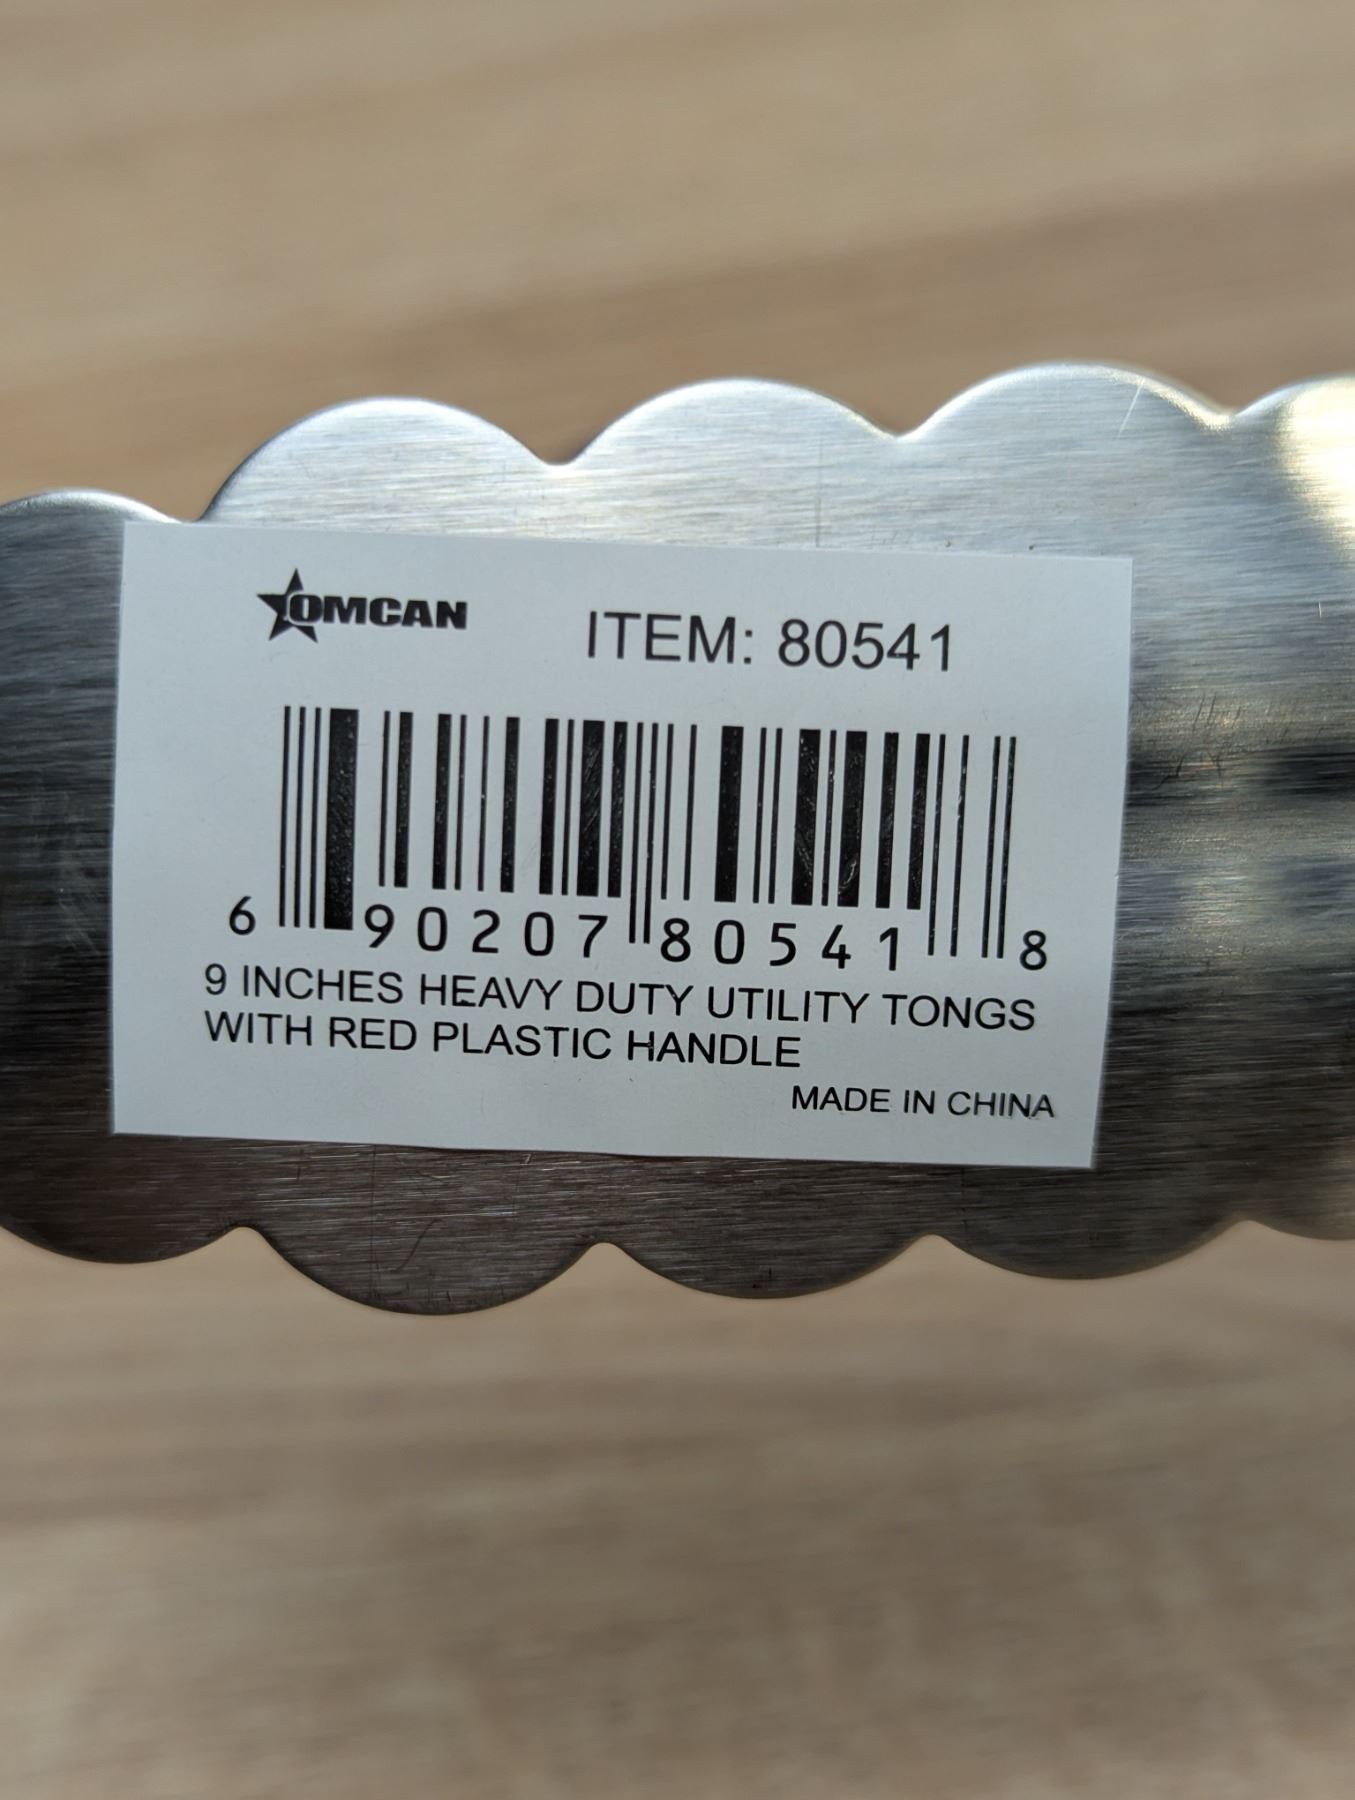 OMCAN ITEM: 80541
6 90207 80541 8
9 INCHES HEAVY DUTY UTILITY TONGS
WITH RED PLASTIC HANDLE
MADE IN CHINA